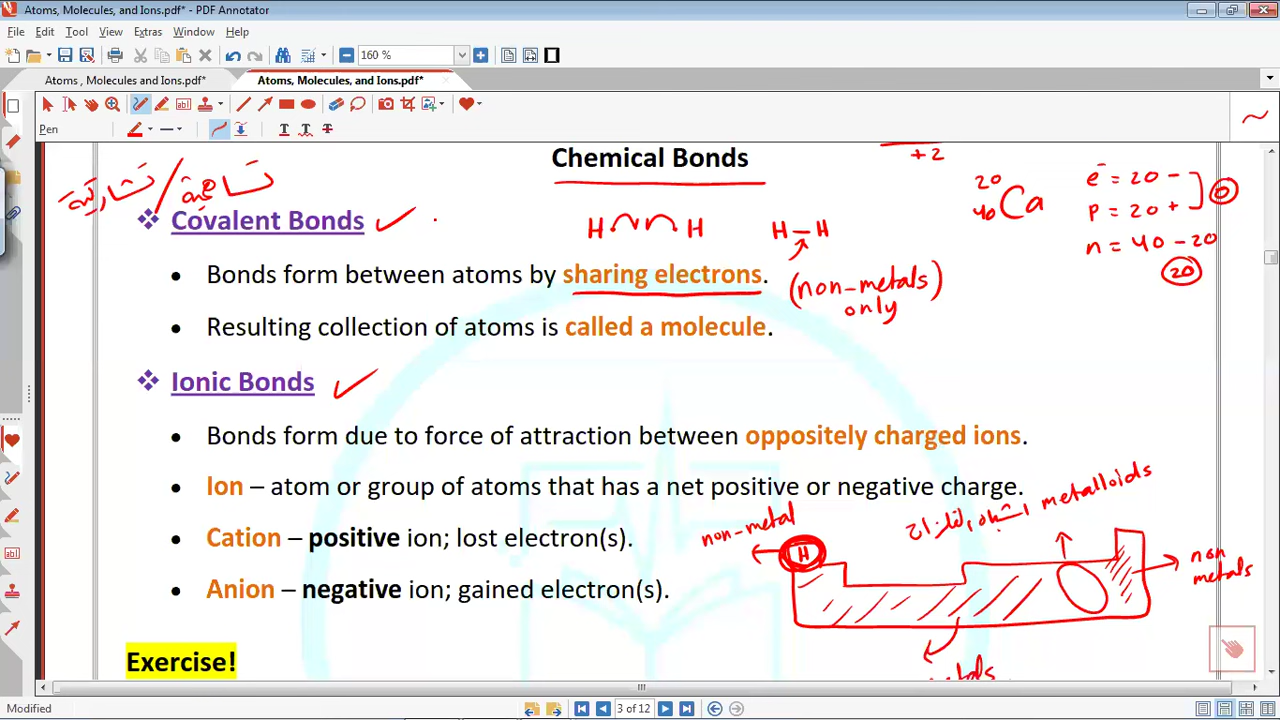 Atoms, Molecules, and Ions.pdf* - PDF Annotator
File Edit Tool View Extras Window Help
160 %
Atoms , Molecules and Ions.pdf*
Atoms, Molecules, and Ions.pdf*
Pen
Chemical Bonds
+2
20
40 Ca
e⁻ = 20 -
p = 20 +
0
n = 40 - 20
20
تساهمية / تشاركية
❖ Covalent Bonds
H H
H – H
• Bonds form between atoms by sharing electrons.
(non-metals only)
• Resulting collection of atoms is called a molecule.
❖ Ionic Bonds
• Bonds form due to force of attraction between oppositely charged ions.
• Ion – atom or group of atoms that has a net positive or negative charge.
• Cation – positive ion; lost electron(s).
• Anion – negative ion; gained electron(s).
non-metal
H
metalloids
non metals
Exercise!
Modified
3 of 12